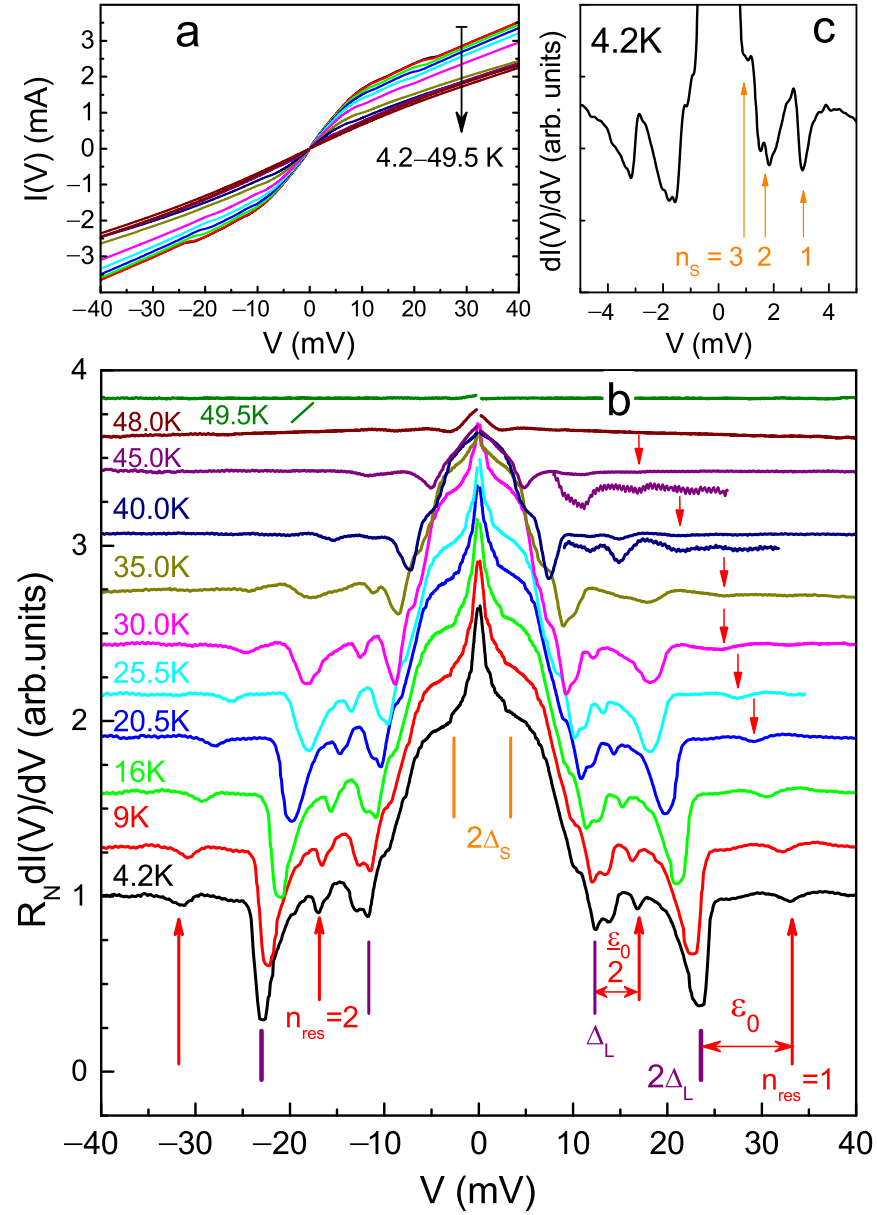 a
I(V) (mA)
3
2
1
0
−1
−2
−3
4.2−49.5 K
−40 −30 −20 −10 0 10 20 30 40
V (mV)
c
4.2K
dI(V)/dV (arb. units)
n_S = 3 2 1
−4 −2 0 2 4
V (mV)
b
R_N dI(V)/dV (arb.units)
4
3
2
1
0
49.5K
48.0K
45.0K
40.0K
35.0K
30.0K
25.5K
20.5K
16K
9K
4.2K
2Δ_S
ε_0
2
n_res=2
Δ_L
ε_0
2Δ_L
n_res=1
−40 −30 −20 −10 0 10 20 30 40
V (mV)